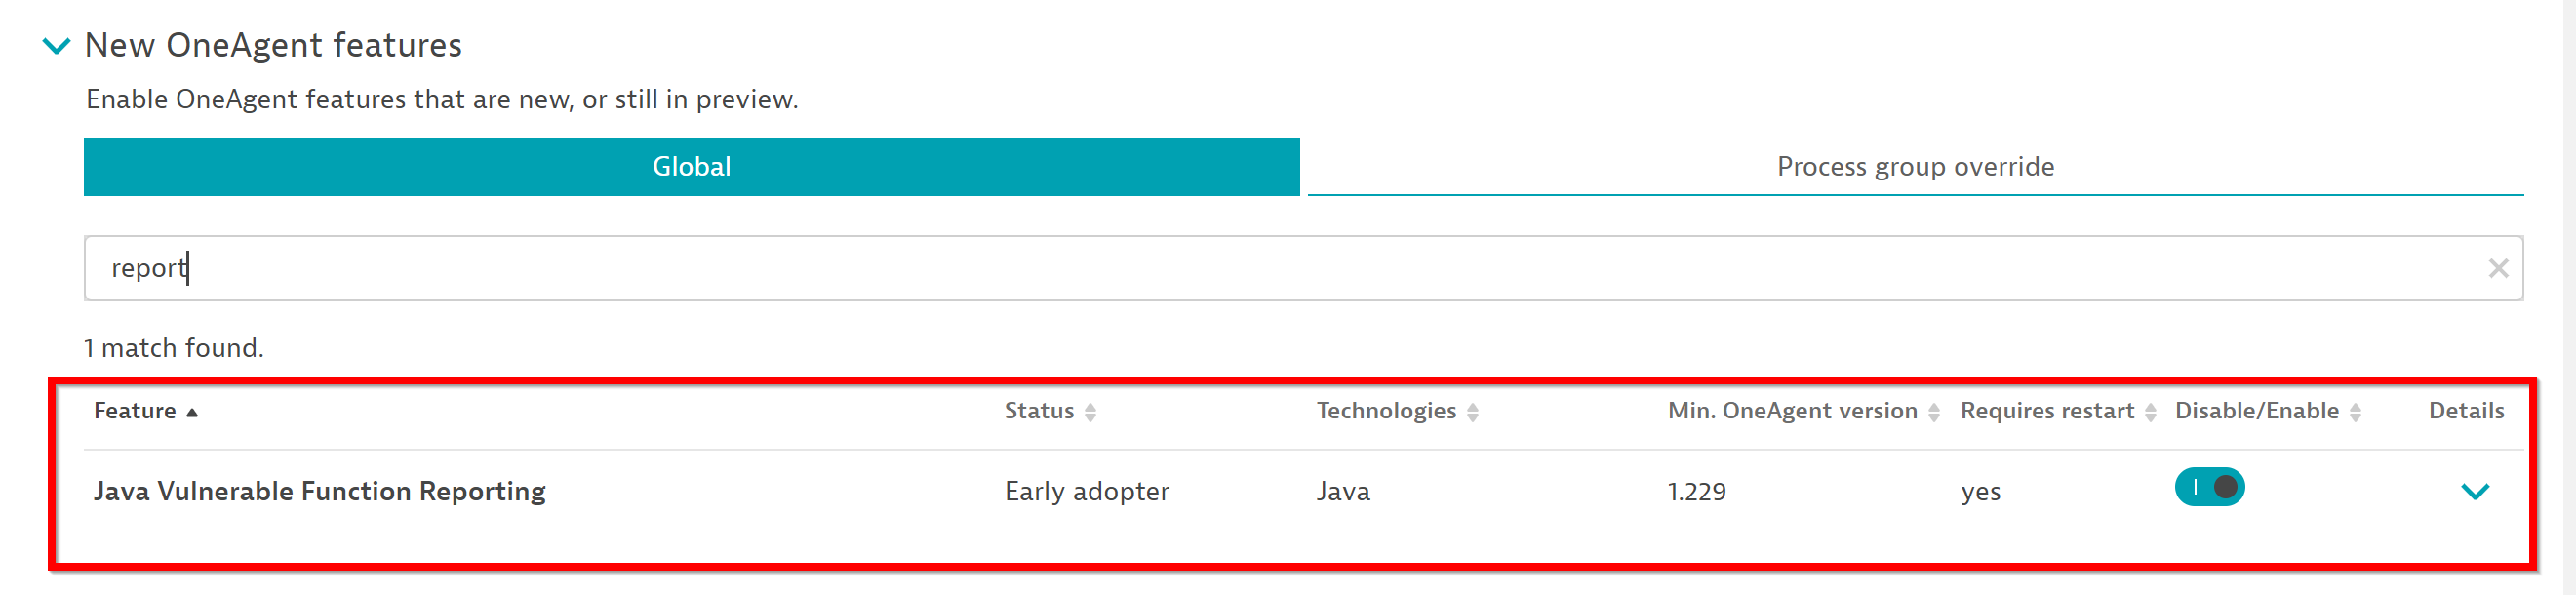 New OneAgent features
Enable OneAgent features that are new, or still in preview.
Global Process group override
report
1 match found.
Feature Status Technologies Min. OneAgent version Requires restart Disable/Enable Details
Java Vulnerable Function Reporting Early adopter Java 1.229 yes